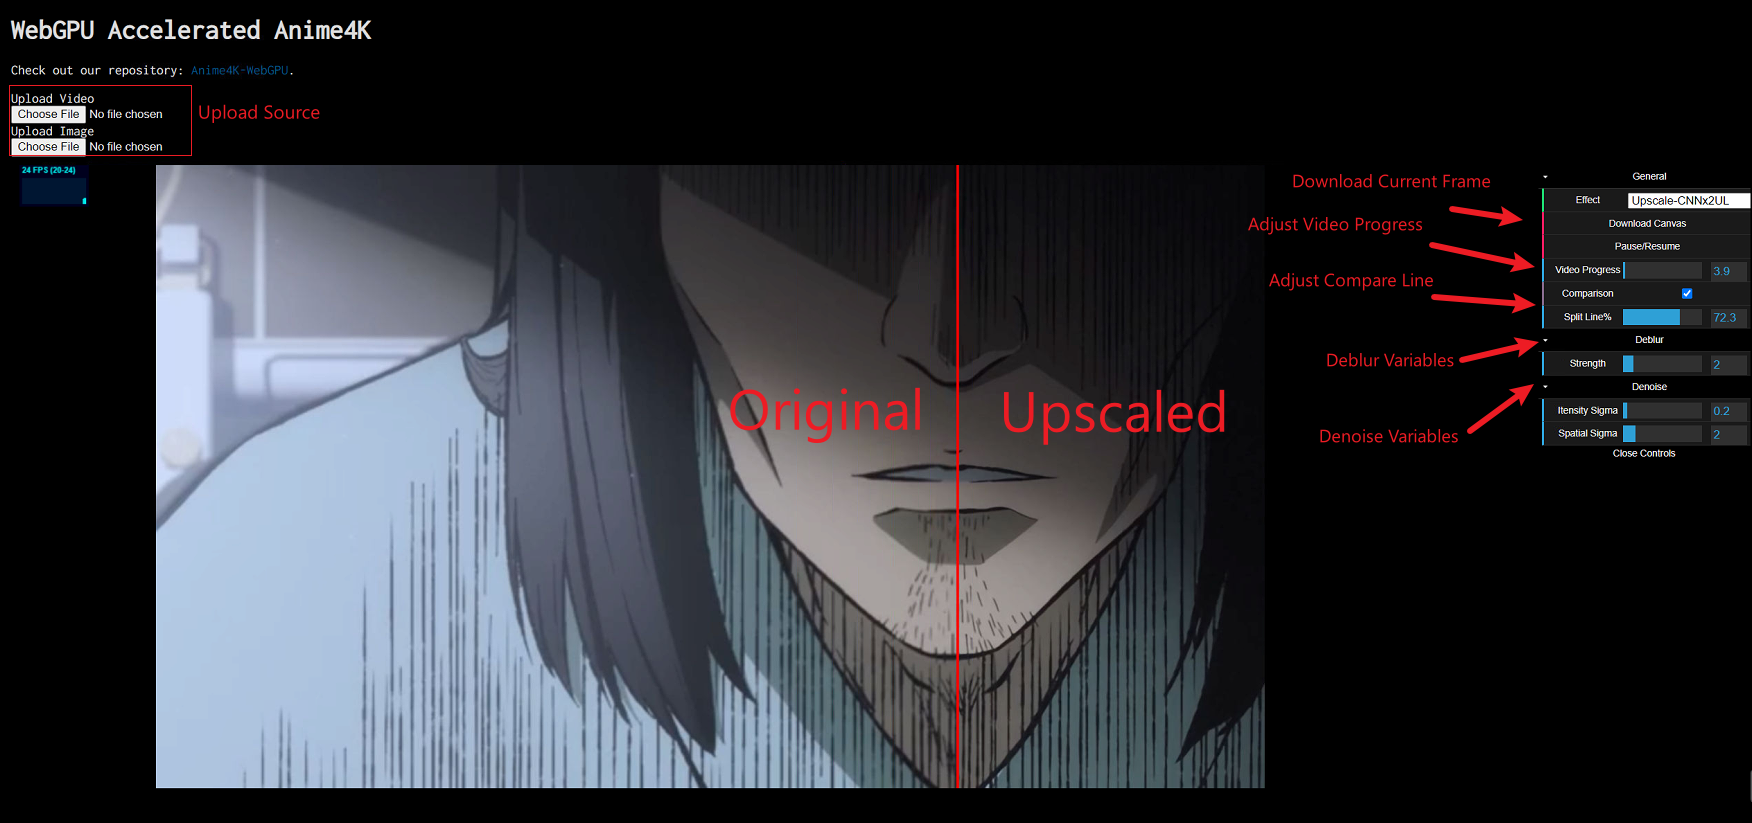 WebGPU Accelerated Anime4K
Check out our repository: Anime4K-WebGPU.
Upload Video
Choose File No file chosen
Upload Source
Upload Image
Choose File No file chosen
24 FPS (20-24)
Original
Upscaled
Download Current Frame
Adjust Video Progress
Adjust Compare Line
Deblur Variables
Denoise Variables
General
Effect Upscale-CNNx2UL
Download Canvas
Pause/Resume
Video Progress 3.9
Comparison
Split Line% 72.3
Deblur
Strength 2
Denoise
Itensity Sigma 0.2
Spatial Sigma 2
Close Controls